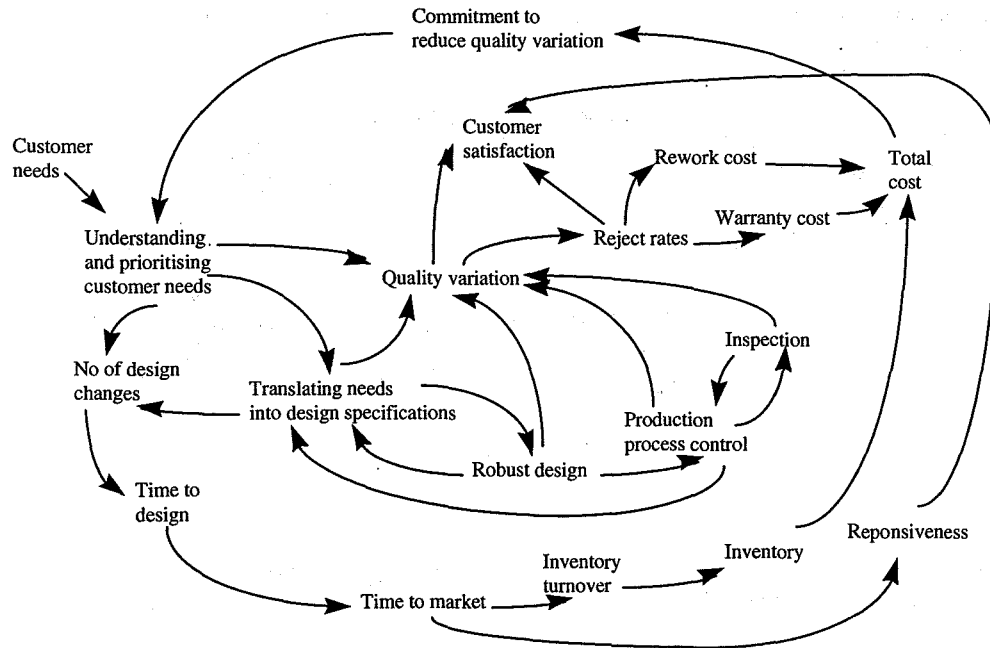 Commitment to
reduce quality variation
Customer
satisfaction
Customer
needs
Rework cost
Total
cost
Warranty cost
Understanding
and prioritising
customer needs
Reject rates
Quality variation
Inspection
No of design
changes
Translating needs
into design specifications
Production
process control
Robust design
Time to
design
Reponsiveness
Inventory
turnover
Inventory
Time to market